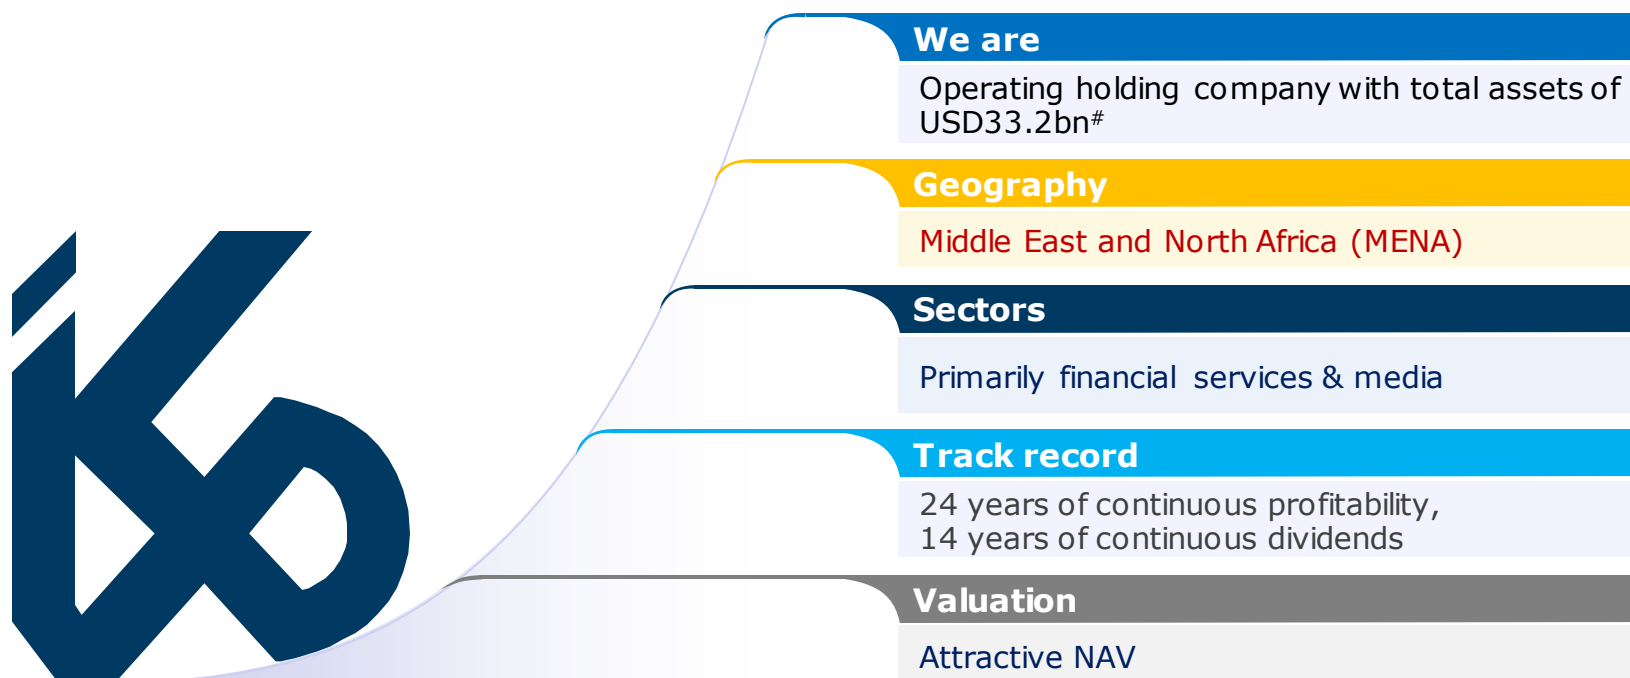 We are
Operating holding company with total assets of
USD33.2bn#
Geography
Middle East and North Africa (MENA)
Sectors
Primarily financial services & media
Track record
24 years of continuous profitability,
14 years of continuous dividends
Valuation
Attractive NAV